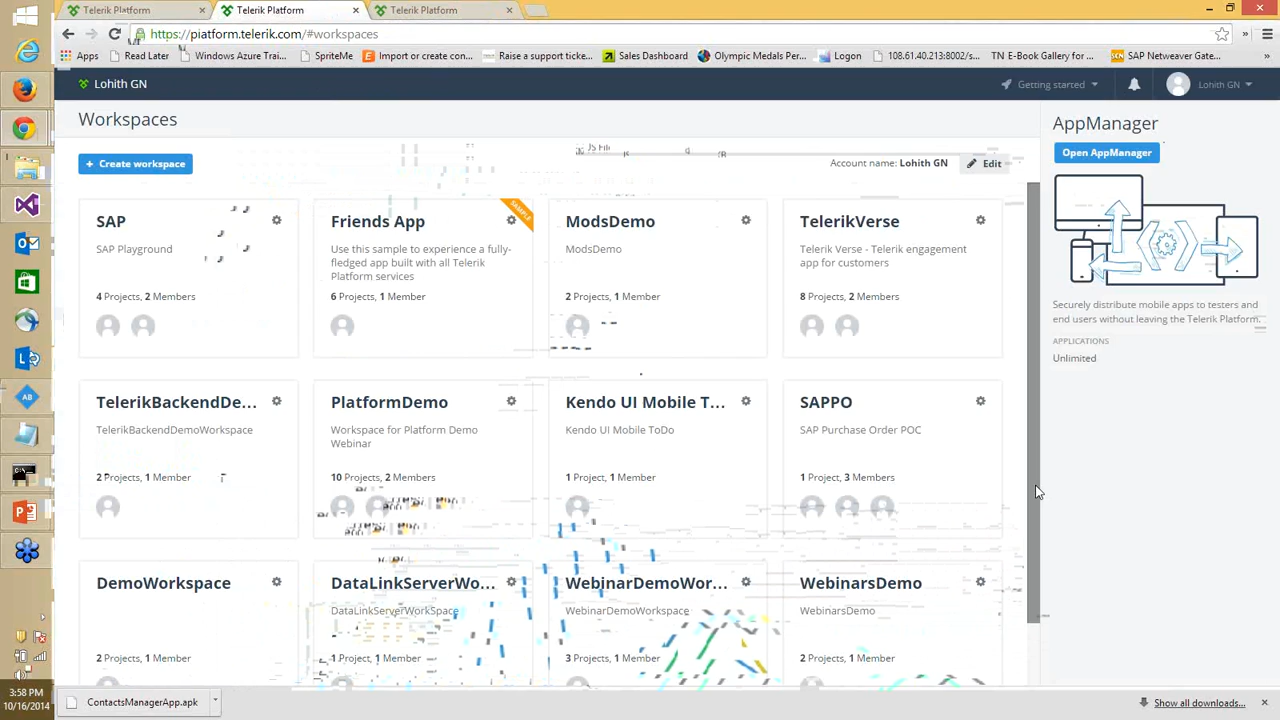 Telerik Platform
Telerik Platform
Telerik Platform
https://platform.telerik.com/#workspaces
Apps
Read Later
Windows Azure Trai...
SpriteMe
Import or create con...
Raise a support ticke...
Sales Dashboard
Olympic Medals Per...
Logon
108.61.40.213:8002/s...
TN E-Book Gallery for ...
SAP Netweaver Gate...
Lohith GN
Getting started
Lohith GN
Workspaces
+ Create workspace
Account name: Lohith GN
Edit
SAP
SAP Playground
4 Projects, 2 Members
Friends App
SAMPLE
Use this sample to experience a fully-
fledged app built with all Telerik
Platform services
6 Projects, 1 Member
ModsDemo
ModsDemo
2 Projects, 1 Member
TelerikVerse
Telerik Verse - Telerik engagement
app for customers
8 Projects, 2 Members
TelerikBackendDe...
TelerikBackendDemoWorkspace
2 Projects, 1 Member
PlatformDemo
Workspace for Platform Demo
Webinar
10 Projects, 2 Members
Kendo UI Mobile T...
Kendo UI Mobile ToDo
1 Project, 1 Member
SAPPO
SAP Purchase Order POC
1 Project, 3 Members
DemoWorkspace
2 Projects, 1 Member
DataLinkServerWo...
DataLinkServerWorkSpace
1 Project, 1 Member
WebinarDemoWor...
WebinarDemoWorkspace
3 Projects, 1 Member
WebinarsDemo
WebinarsDemo
2 Projects, 1 Member
AppManager
Open AppManager
Securely distribute mobile apps to testers and
end users without leaving the Telerik Platform.
APPLICATIONS
Unlimited
ContactsManagerApp.apk
Show all downloads...
3:58 PM
10/16/2014